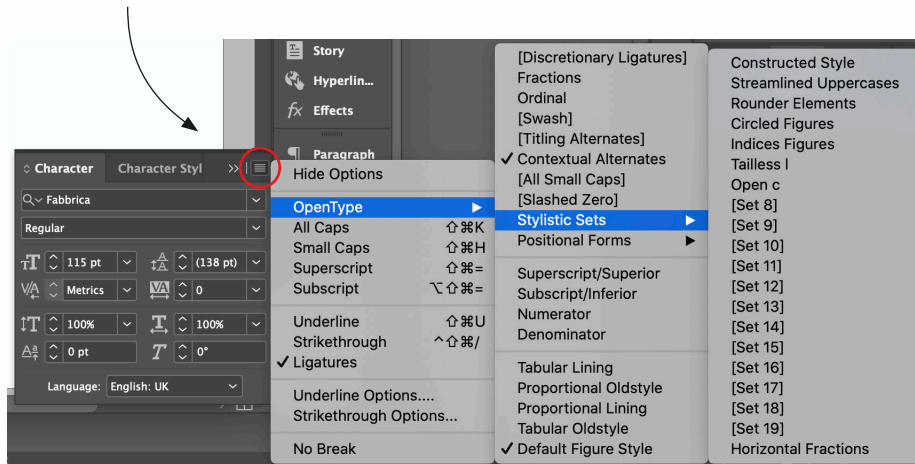 Story
Hyperlin...
fx Effects
Paragraph
Character
Character Styl
Fabbrica
Regular
115 pt
(138 pt)
Metrics
0
100%
100%
0 pt
0°
Language: English: UK
Hide Options
OpenType
All Caps ⇧⌘K
Small Caps ⇧⌘H
Superscript ⇧⌘=
Subscript ⌥⇧⌘=
Underline ⇧⌘U
Strikethrough ^⇧⌘/
✓ Ligatures
Underline Options....
Strikethrough Options...
No Break
[Discretionary Ligatures]
Fractions
Ordinal
[Swash]
[Titling Alternates]
✓ Contextual Alternates
[All Small Caps]
[Slashed Zero]
Stylistic Sets
Positional Forms
Superscript/Superior
Subscript/Inferior
Numerator
Denominator
Tabular Lining
Proportional Oldstyle
Proportional Lining
Tabular Oldstyle
✓ Default Figure Style
Constructed Style
Streamlined Uppercases
Rounder Elements
Circled Figures
Indices Figures
Tailless l
Open c
[Set 8]
[Set 9]
[Set 10]
[Set 11]
[Set 12]
[Set 13]
[Set 14]
[Set 15]
[Set 16]
[Set 17]
[Set 18]
[Set 19]
Horizontal Fractions